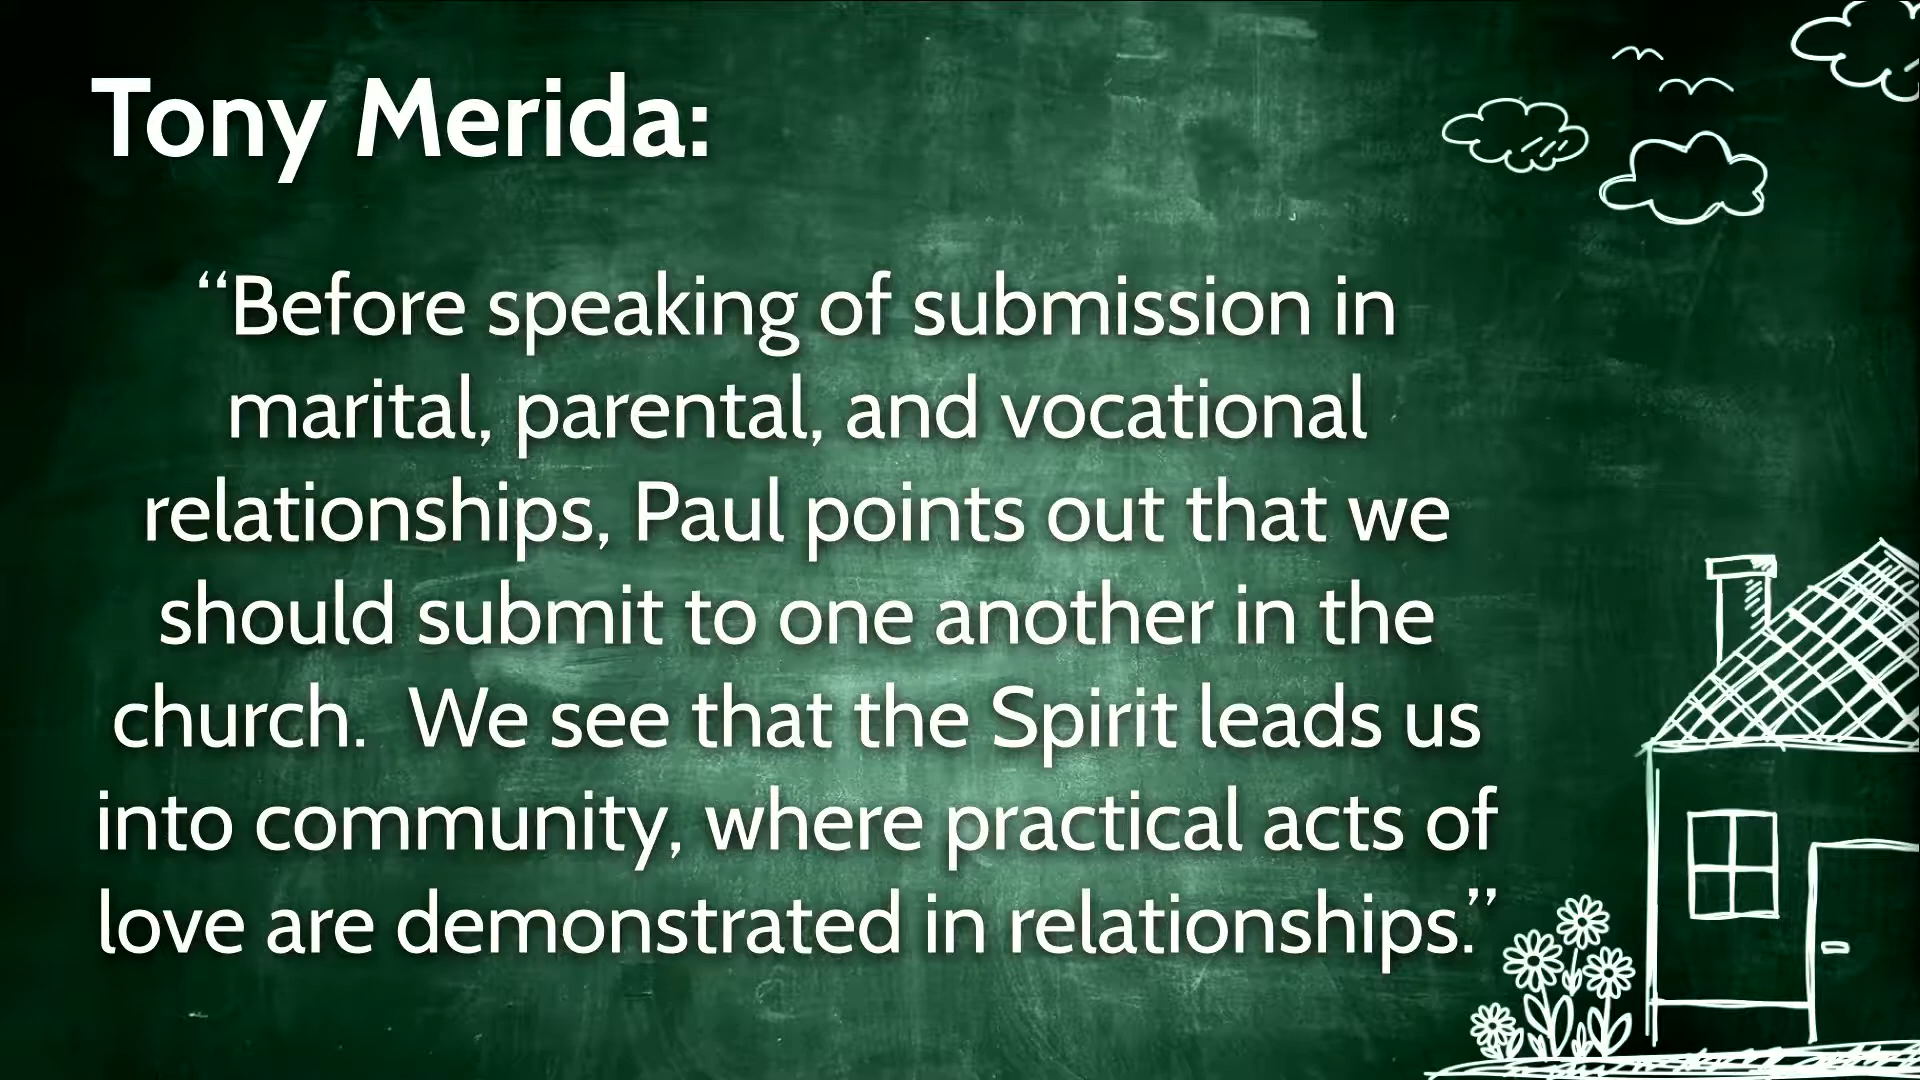 Tony Merida:
“Before speaking of submission in
marital, parental, and vocational
relationships, Paul points out that we
should submit to one another in the
church.  We see that the Spirit leads us
into community, where practical acts of
love are demonstrated in relationships.”